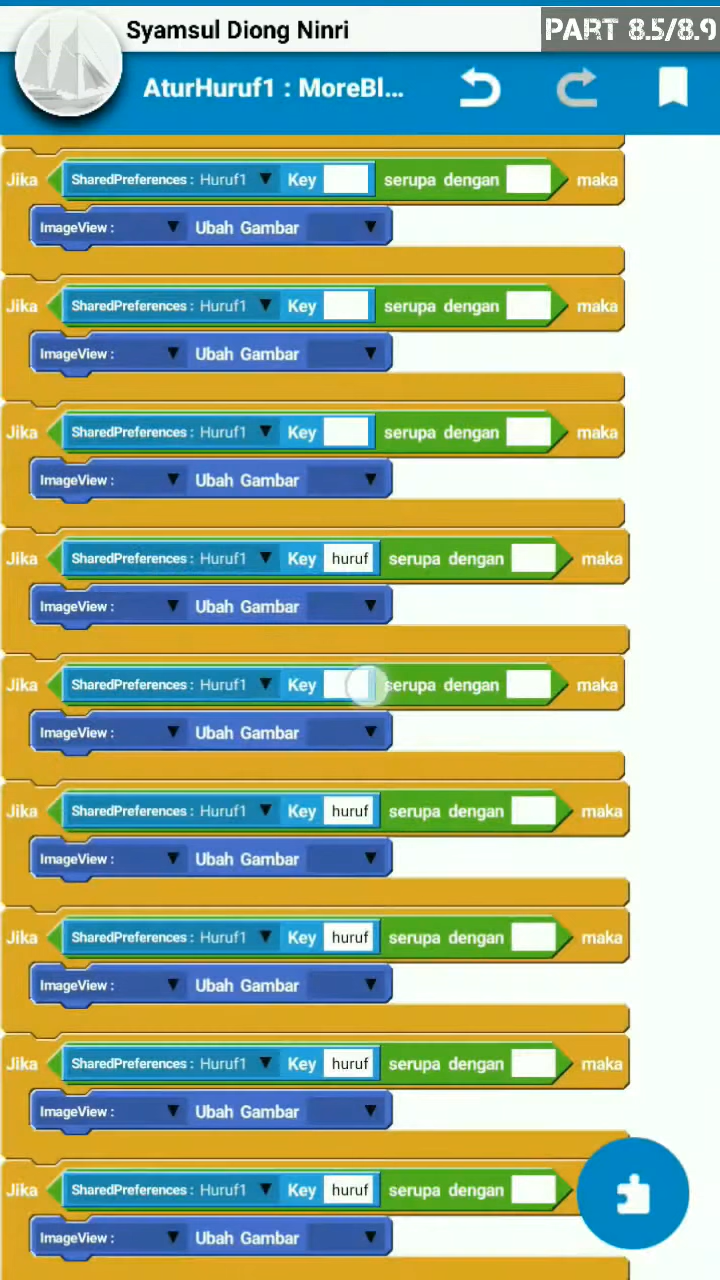 Syamsul Diong Ninri
PART 8.5/8.9
AturHuruf1 : MoreBl...
Jika SharedPreferences : Huruf1 Key serupa dengan maka
ImageView : Ubah Gambar
Jika SharedPreferences : Huruf1 Key serupa dengan maka
ImageView : Ubah Gambar
Jika SharedPreferences : Huruf1 Key serupa dengan maka
ImageView : Ubah Gambar
Jika SharedPreferences : Huruf1 Key huruf serupa dengan maka
ImageView : Ubah Gambar
Jika SharedPreferences : Huruf1 Key serupa dengan maka
ImageView : Ubah Gambar
Jika SharedPreferences : Huruf1 Key huruf serupa dengan maka
ImageView : Ubah Gambar
Jika SharedPreferences : Huruf1 Key huruf serupa dengan maka
ImageView : Ubah Gambar
Jika SharedPreferences : Huruf1 Key huruf serupa dengan maka
ImageView : Ubah Gambar
Jika SharedPreferences : Huruf1 Key huruf serupa dengan
ImageView : Ubah Gambar